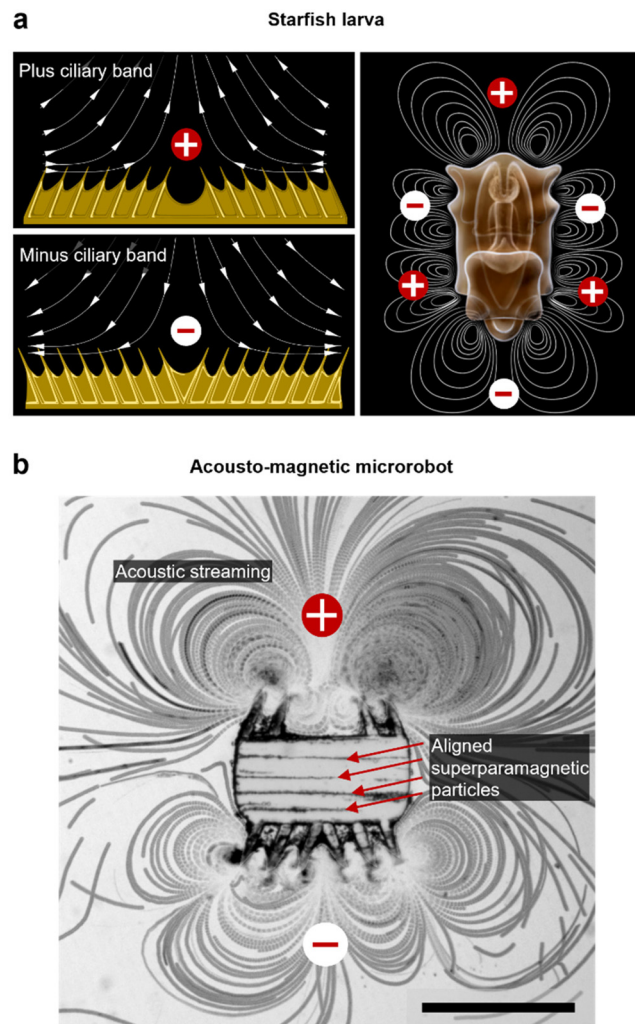 a
Starfish larva
Plus ciliary band
+
Minus ciliary band
−
+
−
−
+
+
−
b
Acousto-magnetic microrobot
Acoustic streaming
+
Aligned
superparamagnetic
particles
−